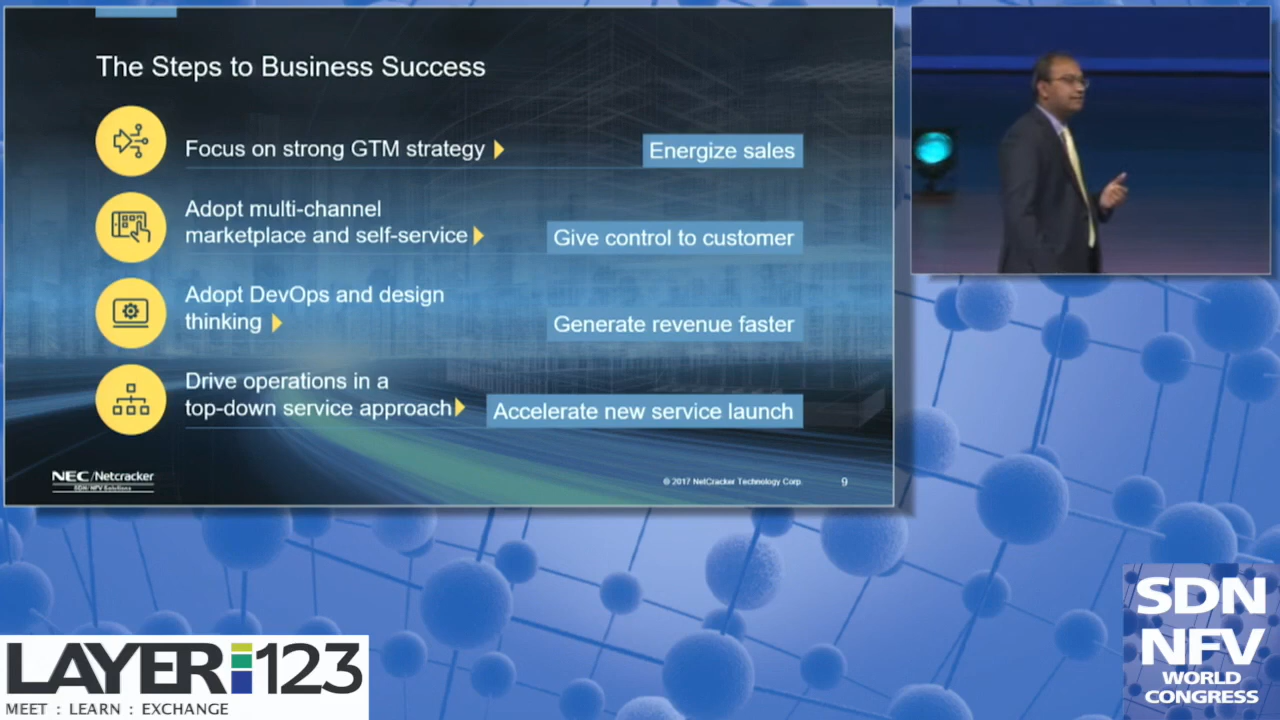 The Steps to Business Success
Focus on strong GTM strategy
Energize sales
Adopt multi-channel
marketplace and self-service
Give control to customer
Adopt DevOps and design
thinking
Generate revenue faster
Drive operations in a
top-down service approach
Accelerate new service launch
NEC/Netcracker
SDN/NFV Solutions
© 2017 NetCracker Technology Corp.
9
LAYER123
MEET : LEARN : EXCHANGE
SDN
NFV
WORLD
CONGRESS